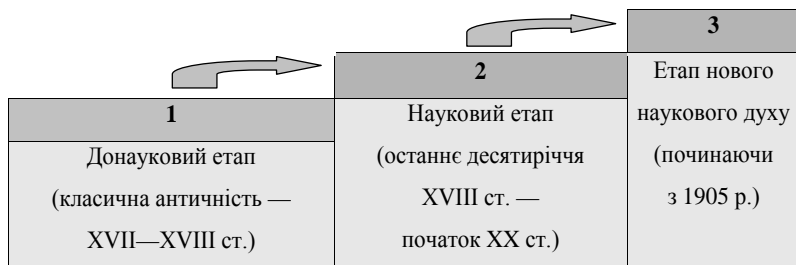 1
Донауковий етап
(класична античність —
XVII—XVIII ст.)
2
Науковий етап
(останнє десятиріччя
XVIII ст. —
початок XX ст.)
3
Етап нового
наукового духу
(починаючи
з 1905 р.)